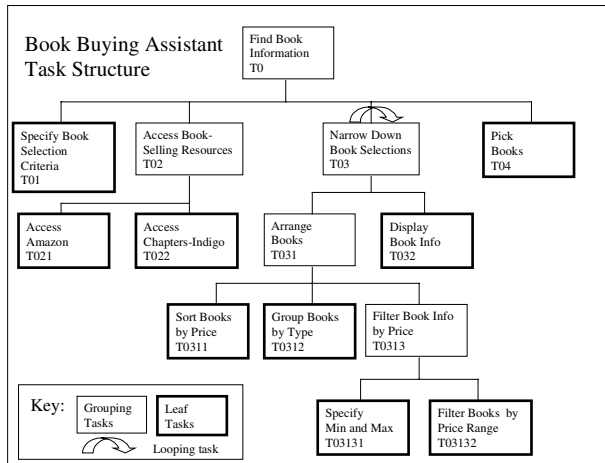 Book Buying Assistant
Task Structure
Find Book
Information
T0
Specify Book
Selection
Criteria
T01
Access Book-
Selling Resources
T02
Narrow Down
Book Selections
T03
Pick
Books
T04
Access
Amazon
T021
Access
Chapters-Indigo
T022
Arrange
Books
T031
Display
Book Info
T032
Sort Books
by Price
T0311
Group Books
by Type
T0312
Filter Book Info
by Price
T0313
Specify
Min and Max
T03131
Filter Books by
Price Range
T03132
Key:
Grouping
Tasks
Leaf
Tasks
Looping task